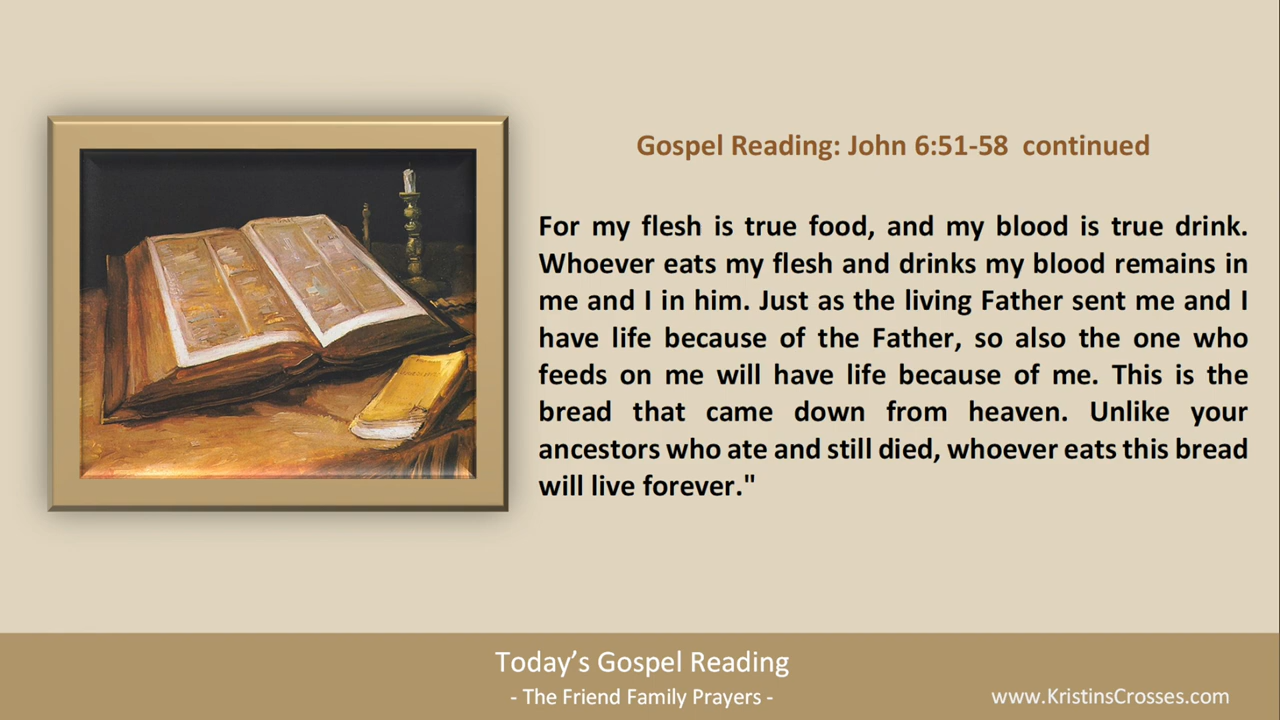 Gospel Reading: John 6:51-58 continued
For my flesh is true food, and my blood is true drink.
Whoever eats my flesh and drinks my blood remains in
me and I in him. Just as the living Father sent me and I
have life because of the Father, so also the one who
feeds on me will have life because of me. This is the
bread that came down from heaven. Unlike your
ancestors who ate and still died, whoever eats this bread
will live forever."
Today’s Gospel Reading
- The Friend Family Prayers -
www.KristinsCrosses.com